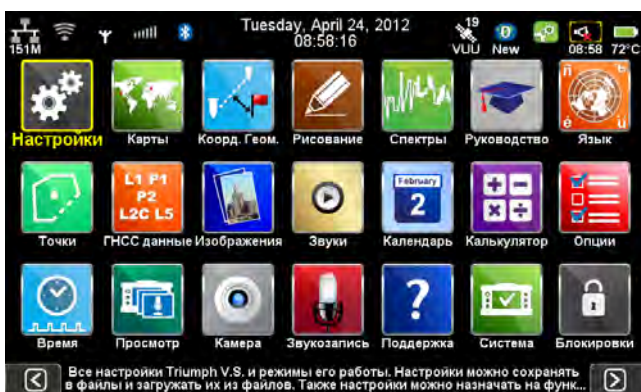 Tuesday, April 24, 2012
08:58:16
151M
19
VUU
New
08:58
72°C
Настройки
Карты
Коорд. Геом.
Рисование
Спектры
Руководство
ñ ь
é ü
Язык
Точки
L1 P1
P2
L2C L5
ГНСС данные
Изображения
Звуки
February
2
Календарь
Калькулятор
Опции
Время
Просмотр
Камера
Звукозапись
?
Поддержка
Система
Блокировки
Все настройки Triumph V.S. и режимы его работы. Настройки можно сохранять
в файлы и загружать их из файлов. Также настройки можно назначать на функ...